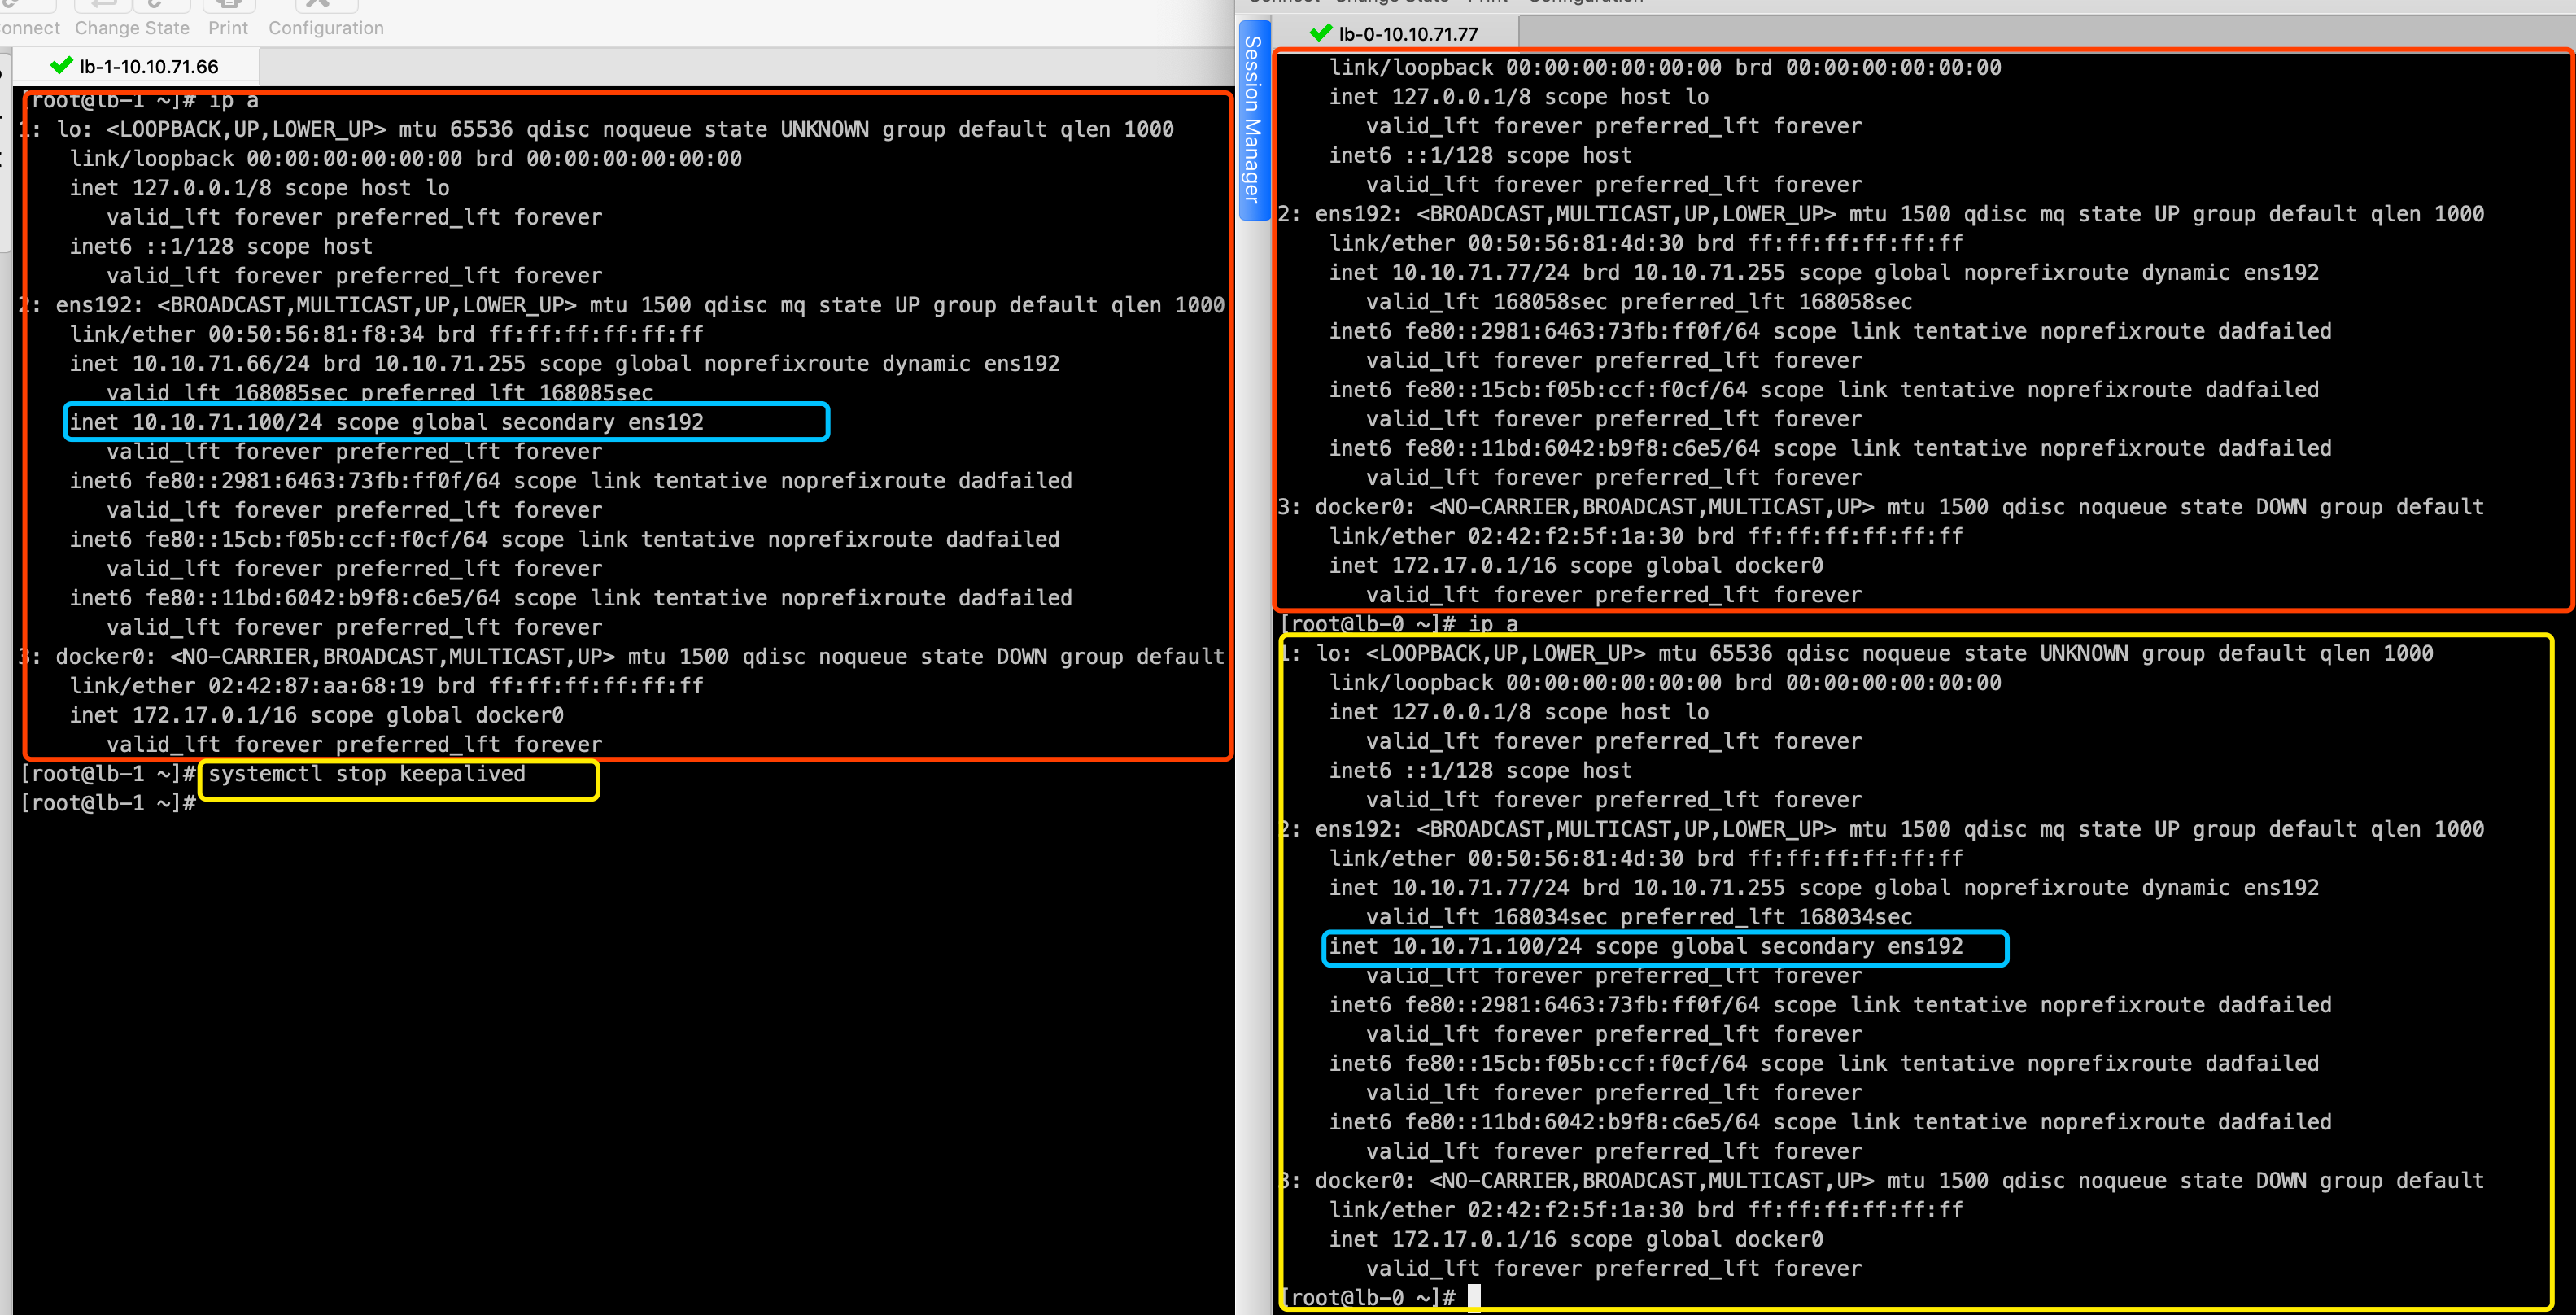 Connect Change State Print Configuration
lb-1-10.10.71.66
[root@lb-1 ~]# ip a
1: lo: <LOOPBACK,UP,LOWER_UP> mtu 65536 qdisc noqueue state UNKNOWN group default qlen 1000
link/loopback 00:00:00:00:00:00 brd 00:00:00:00:00:00
inet 127.0.0.1/8 scope host lo
valid_lft forever preferred_lft forever
inet6 ::1/128 scope host
valid_lft forever preferred_lft forever
2: ens192: <BROADCAST,MULTICAST,UP,LOWER_UP> mtu 1500 qdisc mq state UP group default qlen 1000
link/ether 00:50:56:81:f8:34 brd ff:ff:ff:ff:ff:ff
inet 10.10.71.66/24 brd 10.10.71.255 scope global noprefixroute dynamic ens192
valid_lft 168085sec preferred_lft 168085sec
inet 10.10.71.100/24 scope global secondary ens192
valid_lft forever preferred_lft forever
inet6 fe80::2981:6463:73fb:ff0f/64 scope link tentative noprefixroute dadfailed
valid_lft forever preferred_lft forever
inet6 fe80::15cb:f05b:ccf:f0cf/64 scope link tentative noprefixroute dadfailed
valid_lft forever preferred_lft forever
inet6 fe80::11bd:6042:b9f8:c6e5/64 scope link tentative noprefixroute dadfailed
valid_lft forever preferred_lft forever
3: docker0: <NO-CARRIER,BROADCAST,MULTICAST,UP> mtu 1500 qdisc noqueue state DOWN group default
link/ether 02:42:87:aa:68:19 brd ff:ff:ff:ff:ff:ff
inet 172.17.0.1/16 scope global docker0
valid_lft forever preferred_lft forever
[root@lb-1 ~]# systemctl stop keepalived
[root@lb-1 ~]#
Connect Change State Print Configuration
Session Manager
lb-0-10.10.71.77
link/loopback 00:00:00:00:00:00 brd 00:00:00:00:00:00
inet 127.0.0.1/8 scope host lo
valid_lft forever preferred_lft forever
inet6 ::1/128 scope host
valid_lft forever preferred_lft forever
2: ens192: <BROADCAST,MULTICAST,UP,LOWER_UP> mtu 1500 qdisc mq state UP group default qlen 1000
link/ether 00:50:56:81:4d:30 brd ff:ff:ff:ff:ff:ff
inet 10.10.71.77/24 brd 10.10.71.255 scope global noprefixroute dynamic ens192
valid_lft 168058sec preferred_lft 168058sec
inet6 fe80::2981:6463:73fb:ff0f/64 scope link tentative noprefixroute dadfailed
valid_lft forever preferred_lft forever
inet6 fe80::15cb:f05b:ccf:f0cf/64 scope link tentative noprefixroute dadfailed
valid_lft forever preferred_lft forever
inet6 fe80::11bd:6042:b9f8:c6e5/64 scope link tentative noprefixroute dadfailed
valid_lft forever preferred_lft forever
3: docker0: <NO-CARRIER,BROADCAST,MULTICAST,UP> mtu 1500 qdisc noqueue state DOWN group default
link/ether 02:42:f2:5f:1a:30 brd ff:ff:ff:ff:ff:ff
inet 172.17.0.1/16 scope global docker0
valid_lft forever preferred_lft forever
[root@lb-0 ~]# ip a
1: lo: <LOOPBACK,UP,LOWER_UP> mtu 65536 qdisc noqueue state UNKNOWN group default qlen 1000
link/loopback 00:00:00:00:00:00 brd 00:00:00:00:00:00
inet 127.0.0.1/8 scope host lo
valid_lft forever preferred_lft forever
inet6 ::1/128 scope host
valid_lft forever preferred_lft forever
2: ens192: <BROADCAST,MULTICAST,UP,LOWER_UP> mtu 1500 qdisc mq state UP group default qlen 1000
link/ether 00:50:56:81:4d:30 brd ff:ff:ff:ff:ff:ff
inet 10.10.71.77/24 brd 10.10.71.255 scope global noprefixroute dynamic ens192
valid_lft 168034sec preferred_lft 168034sec
inet 10.10.71.100/24 scope global secondary ens192
valid_lft forever preferred_lft forever
inet6 fe80::2981:6463:73fb:ff0f/64 scope link tentative noprefixroute dadfailed
valid_lft forever preferred_lft forever
inet6 fe80::15cb:f05b:ccf:f0cf/64 scope link tentative noprefixroute dadfailed
valid_lft forever preferred_lft forever
inet6 fe80::11bd:6042:b9f8:c6e5/64 scope link tentative noprefixroute dadfailed
valid_lft forever preferred_lft forever
3: docker0: <NO-CARRIER,BROADCAST,MULTICAST,UP> mtu 1500 qdisc noqueue state DOWN group default
link/ether 02:42:f2:5f:1a:30 brd ff:ff:ff:ff:ff:ff
inet 172.17.0.1/16 scope global docker0
valid_lft forever preferred_lft forever
[root@lb-0 ~]#